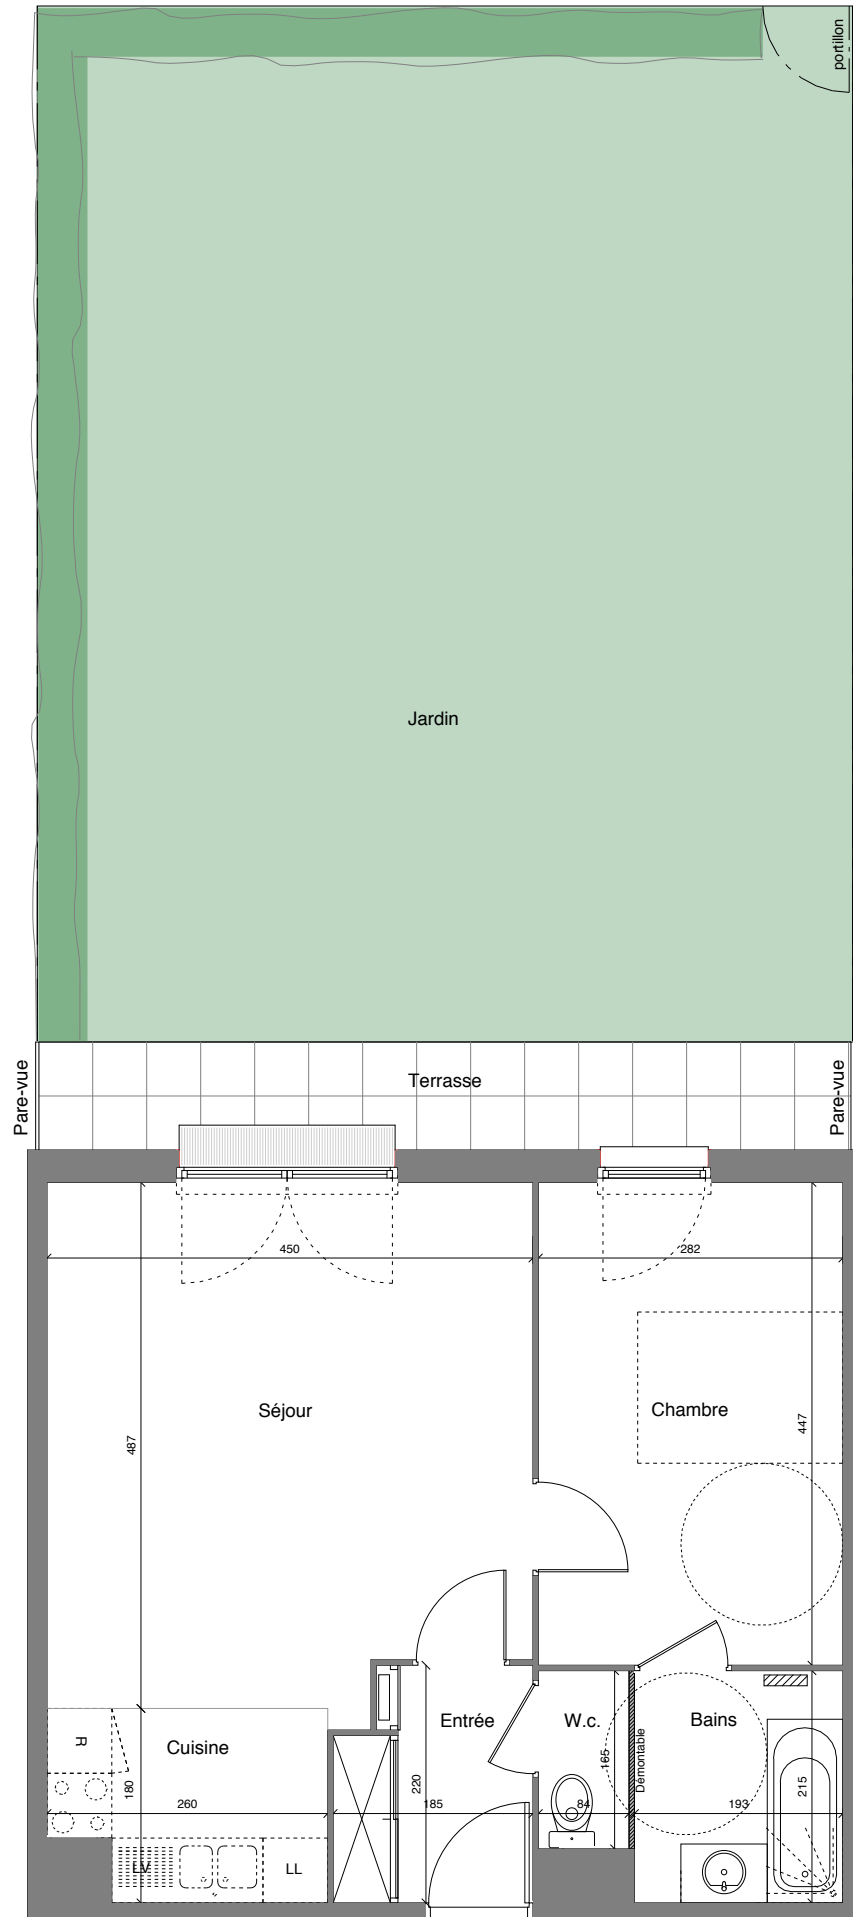 portillon
Jardin
Pare-vue
Terrasse
Pare-vue
450
282
Séjour
Chambre
487
447
R
Cuisine
Entrée
W.c.
Bains
Démontable
180
260
220
185
165
84
193
215
LV
LL